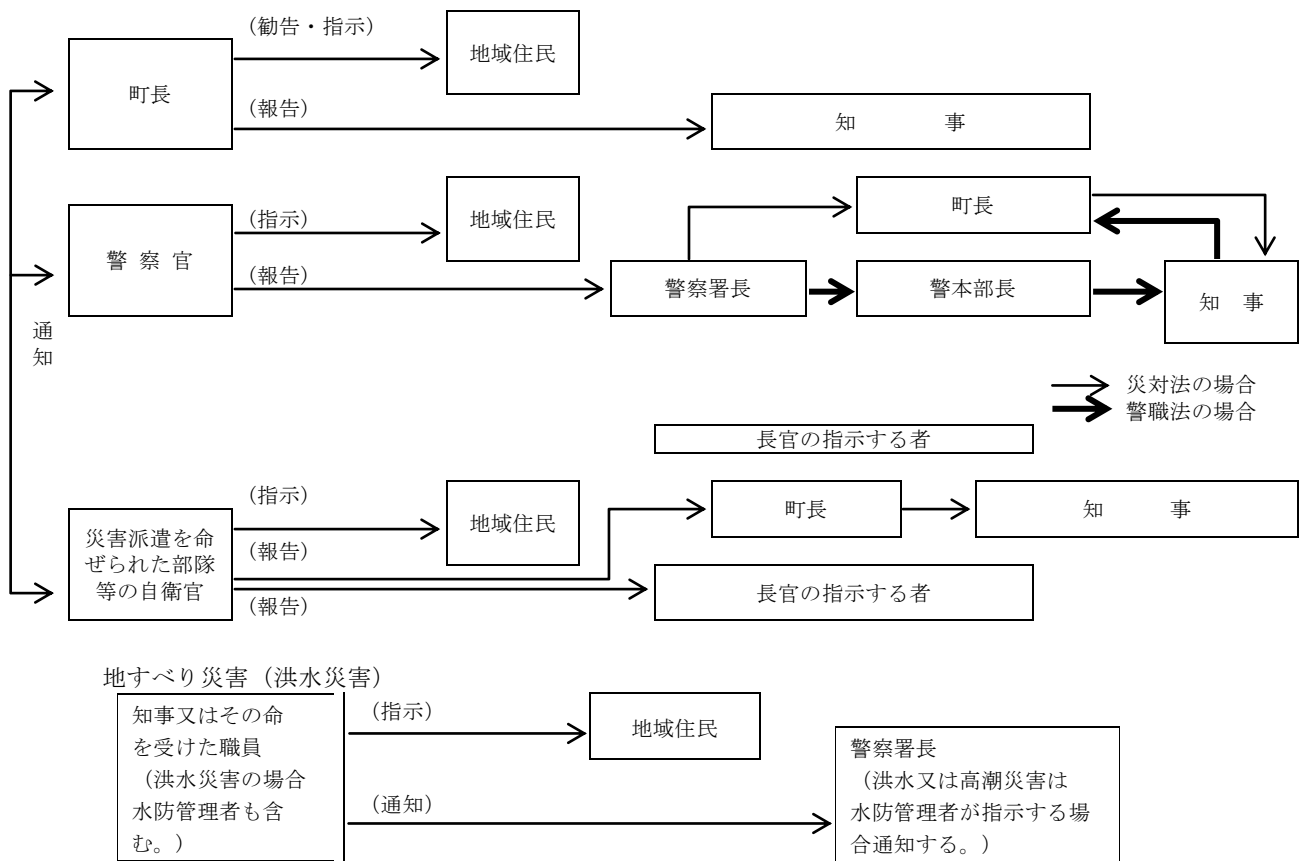 （勧告・指示）
地域住民
町長
（報告）
知　　　事
（指示）
地域住民
町長
警 察 官
（報告）
警察署長
警本部長
知　事
通
知
災対法の場合
警職法の場合
長官の指示する者
（指示）
地域住民
町長
知　　　事
災害派遣を命
ぜられた部隊
等の自衛官
（報告）
長官の指示する者
（報告）
地すべり災害（洪水災害）
知事又はその命
を受けた職員
（洪水災害の場合
水防管理者も含
む。）
（指示）
地域住民
（通知）
警察署長
（洪水又は高潮災害は
水防管理者が指示する場
合通知する。）